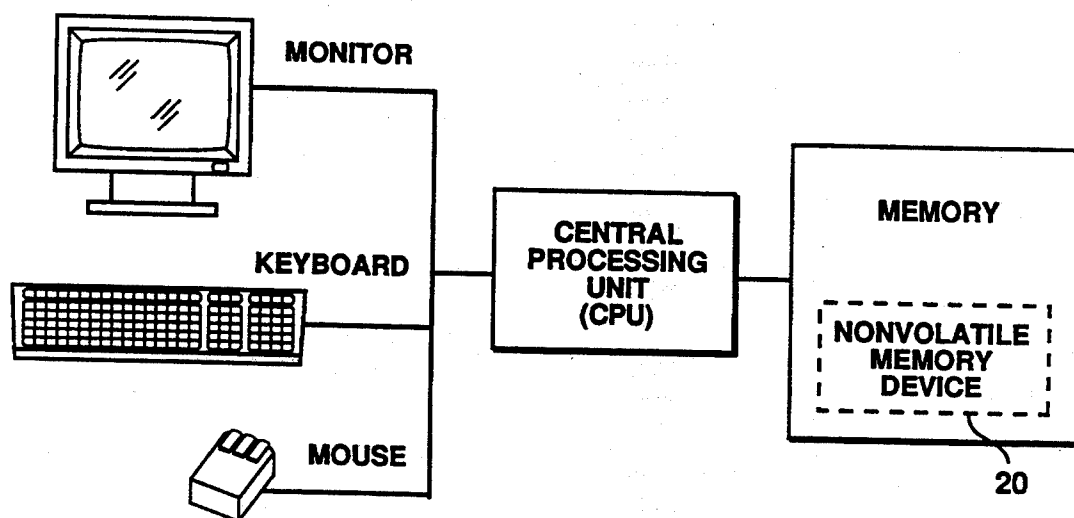 MONITOR
KEYBOARD
MOUSE
CENTRAL
PROCESSING
UNIT
(CPU)
MEMORY
NONVOLATILE
MEMORY
DEVICE
20